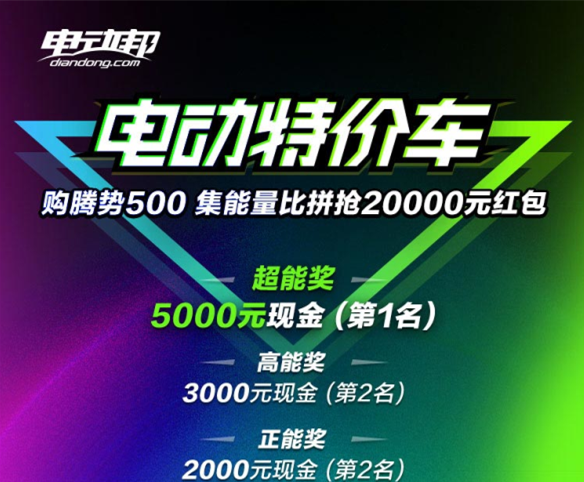 电动邦
diandong.com
电动特价车
购腾势500 集能量比拼抢20000元红包
超能奖
5000元现金（第1名）
高能奖
3000元现金（第2名）
正能奖
2000元现金（第2名）